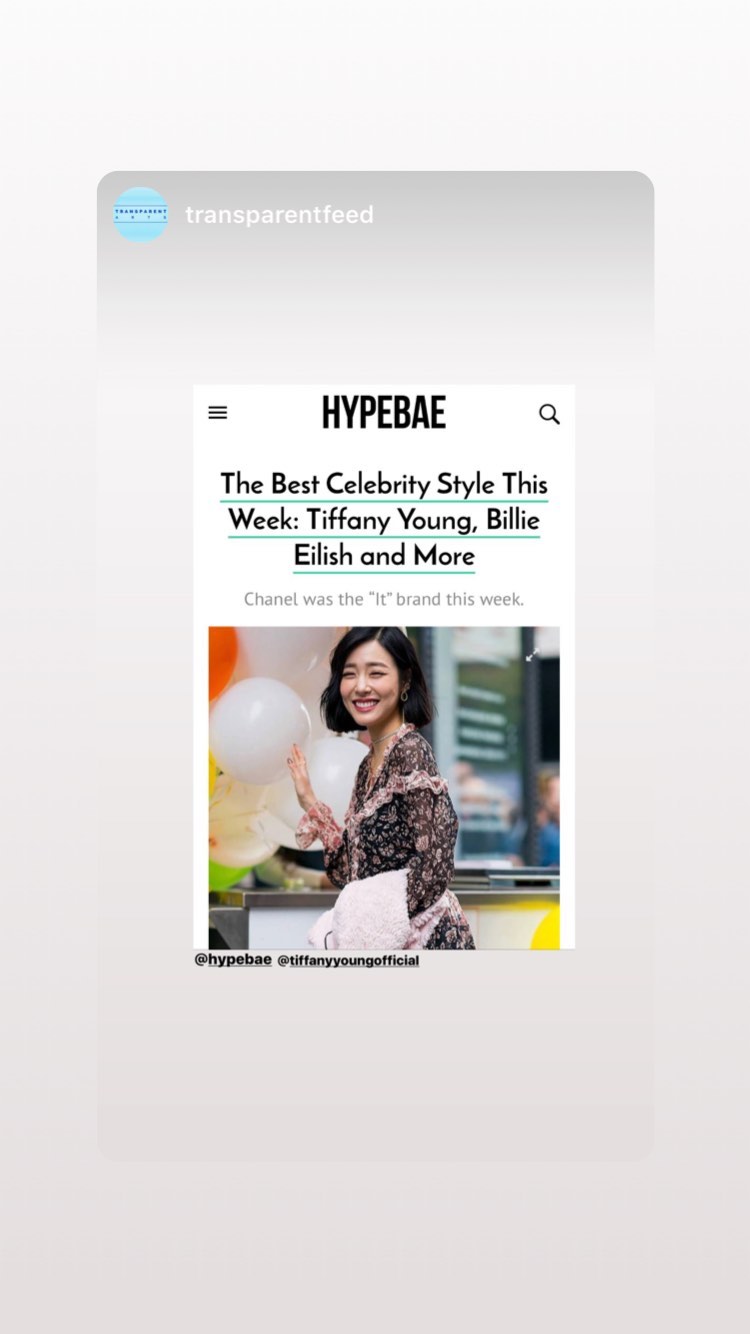 TRANSPARENT
transparentfeed
HYPEBAE
The Best Celebrity Style This
Week: Tiffany Young, Billie
Eilish and More
Chanel was the “It” brand this week.
@hypebae @tiffanyyoungofficial